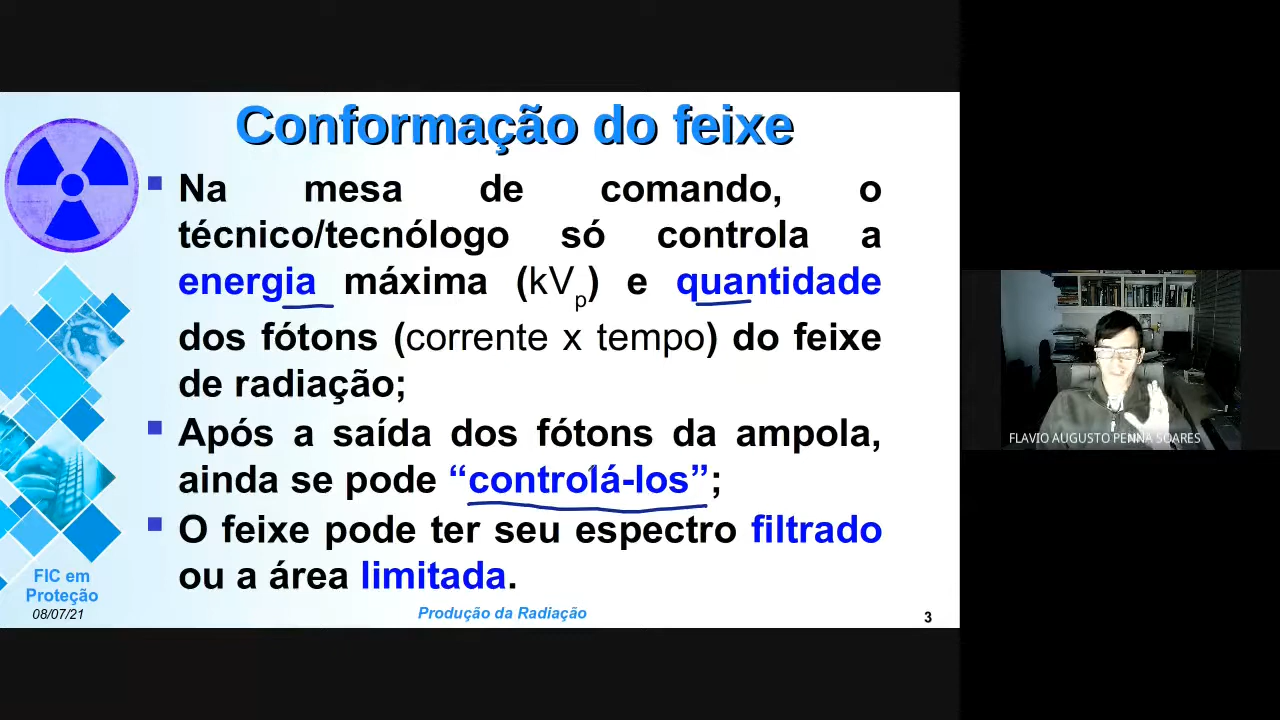 Conformação do feixe
Na mesa de comando, o
técnico/tecnólogo só controla a
energia máxima (kVp) e quantidade
dos fótons (corrente x tempo) do feixe
de radiação;
Após a saída dos fótons da ampola,
ainda se pode “controlá-los”;
O feixe pode ter seu espectro filtrado
ou a área limitada.
FIC em
Proteção
08/07/21
Produção da Radiação
3
FLAVIO AUGUSTO PENNA SOARES